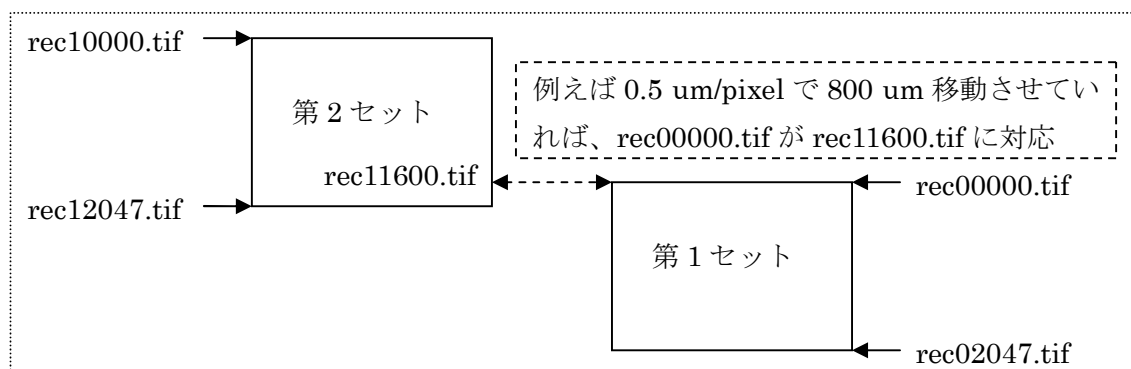 rec10000.tif
第2セット
例えば 0.5 um/pixel で 800 um 移動させてい
れば、rec00000.tif が rec11600.tif に対応
rec11600.tif
rec00000.tif
rec12047.tif
第1セット
rec02047.tif